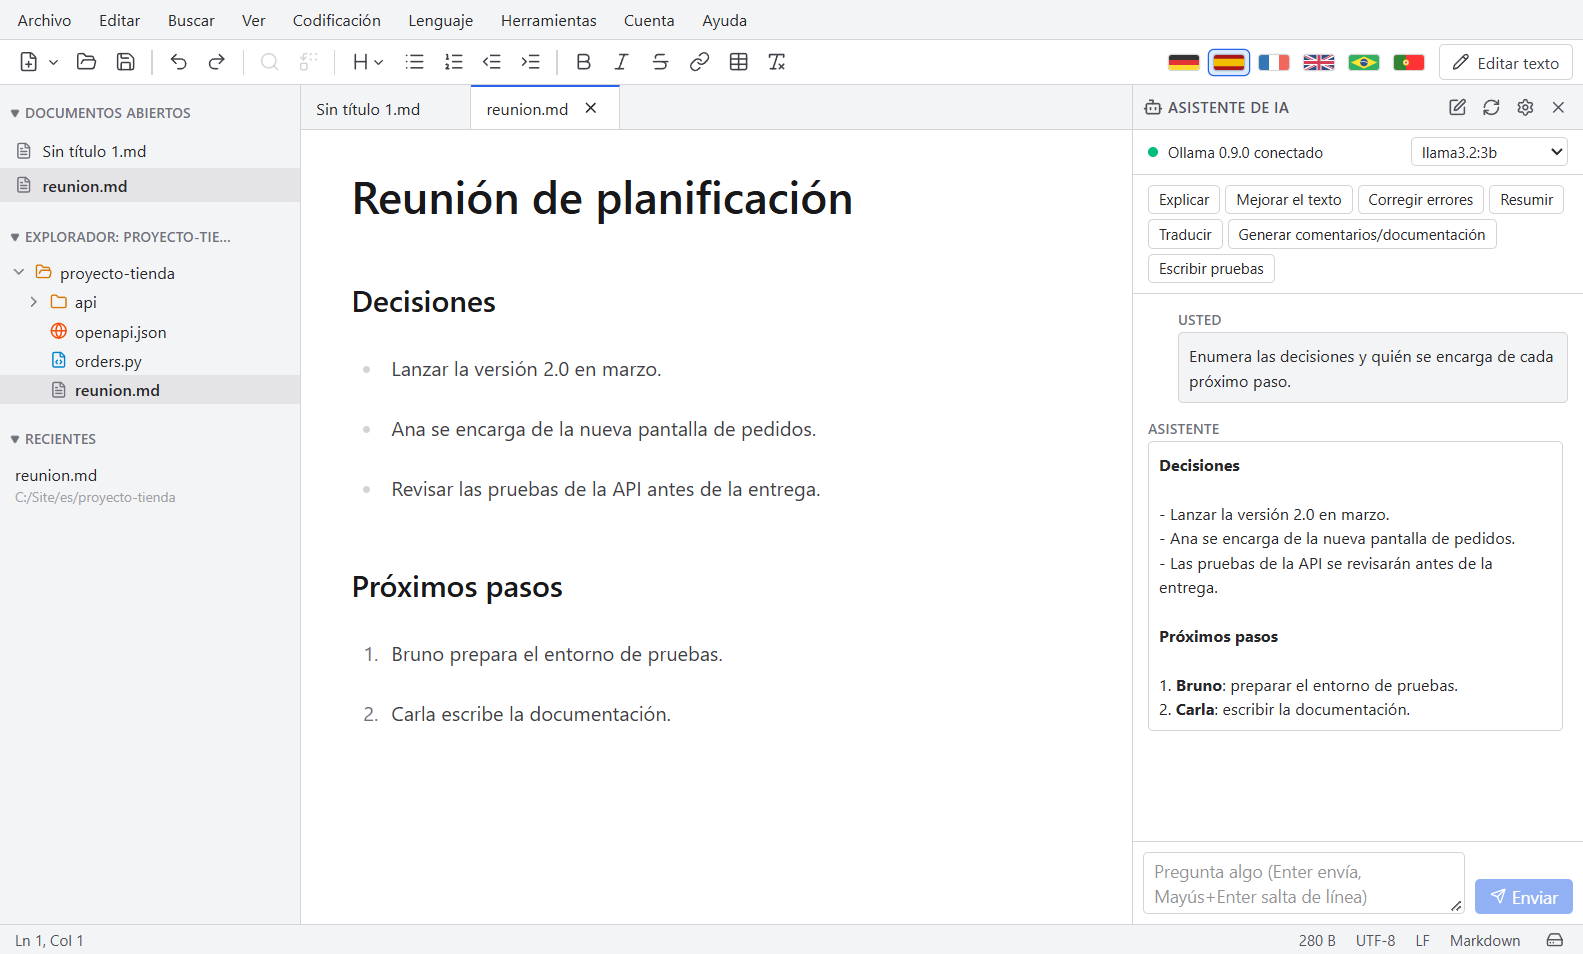 Archivo Editar Buscar Ver Codificación Lenguaje Herramientas Cuenta Ayuda
H B I S Editar texto
DOCUMENTOS ABIERTOS
Sin título 1.md
reunion.md
EXPLORADOR: PROYECTO-TIE...
proyecto-tienda
api
openapi.json
orders.py
reunion.md
RECIENTES
reunion.md
C:/Site/es/proyecto-tienda
Sin título 1.md reunion.md
Reunión de planificación
Decisiones
Lanzar la versión 2.0 en marzo.
Ana se encarga de la nueva pantalla de pedidos.
Revisar las pruebas de la API antes de la entrega.
Próximos pasos
1. Bruno prepara el entorno de pruebas.
2. Carla escribe la documentación.
ASISTENTE DE IA
Ollama 0.9.0 conectado llama3.2:3b
Explicar Mejorar el texto Corregir errores Resumir
Traducir Generar comentarios/documentación
Escribir pruebas
USTED
Enumera las decisiones y quién se encarga de cada
próximo paso.
ASISTENTE
Decisiones
- Lanzar la versión 2.0 en marzo.
- Ana se encarga de la nueva pantalla de pedidos.
- Las pruebas de la API se revisarán antes de la
entrega.
Próximos pasos
1. Bruno: preparar el entorno de pruebas.
2. Carla: escribir la documentación.
Pregunta algo (Enter envía,
Mayús+Enter salta de línea)
Enviar
Ln 1, Col 1 280 B UTF-8 LF Markdown